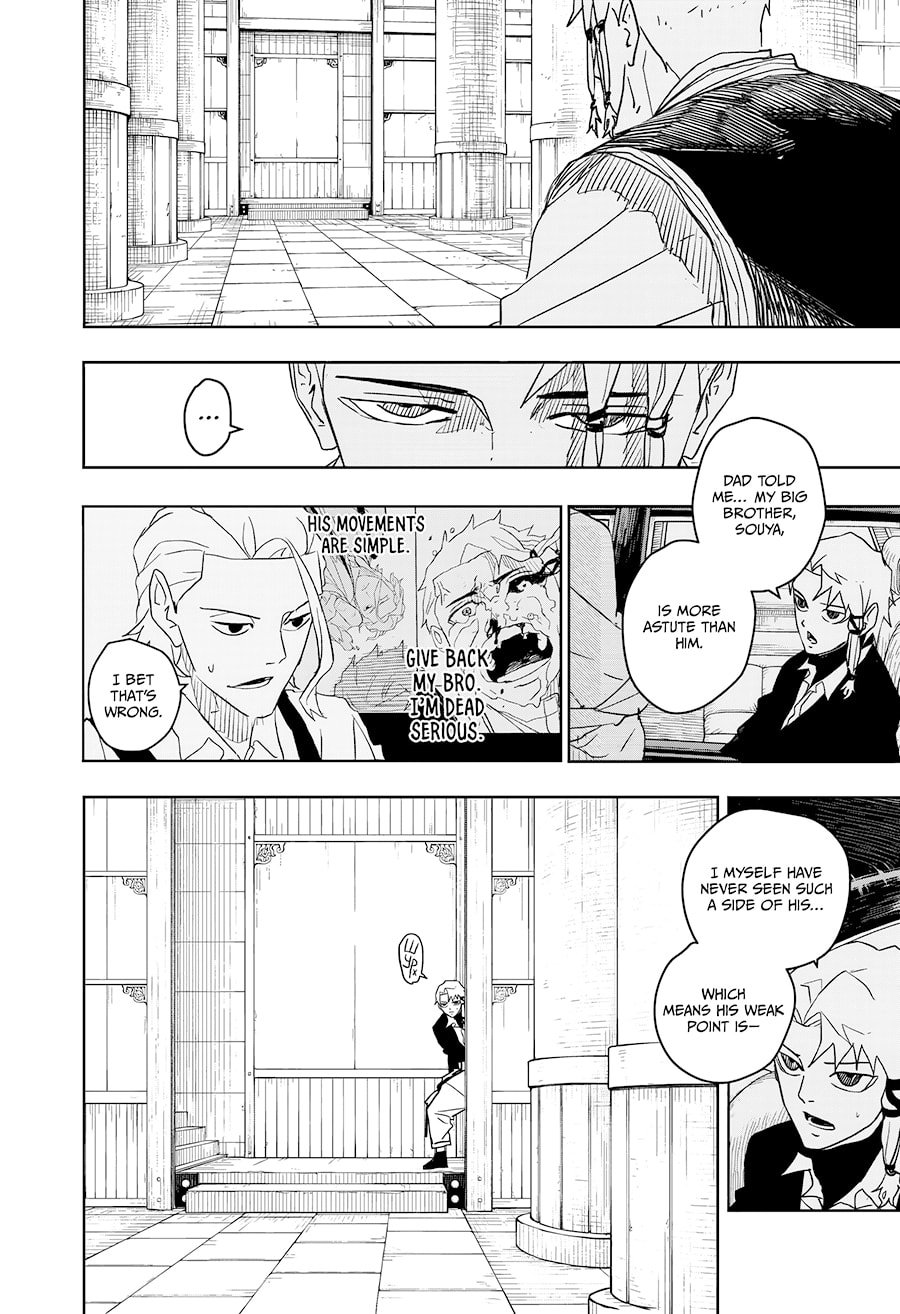 ...
DAD TOLD
ME... MY BIG
BROTHER,
SOUYA,
IS MORE
ASTUTE THAN
HIM.
HIS MOVEMENTS
ARE SIMPLE.
GIVE BACK
MY BRO.
I'M DEAD
SERIOUS.
I BET
THAT'S
WRONG.
I MYSELF HAVE
NEVER SEEN SUCH
A SIDE OF HIS...
WHICH
MEANS HIS WEAK
POINT IS—
Шурх